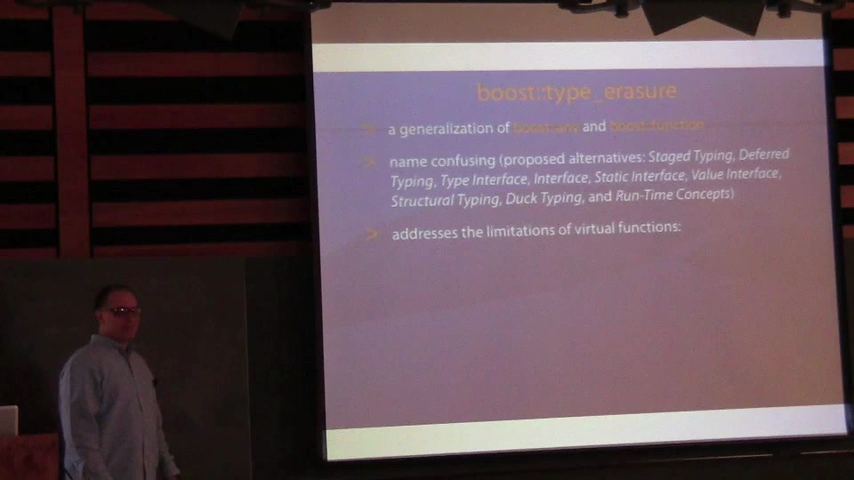 boost::type_erasure
> a generalization of boost::any and boost::function
> name confusing (proposed alternatives: Staged Typing, Deferred
Typing, Type Interface, Interface, Static Interface, Value Interface,
Structural Typing, Duck Typing, and Run-Time Concepts)
> addresses the limitations of virtual functions: